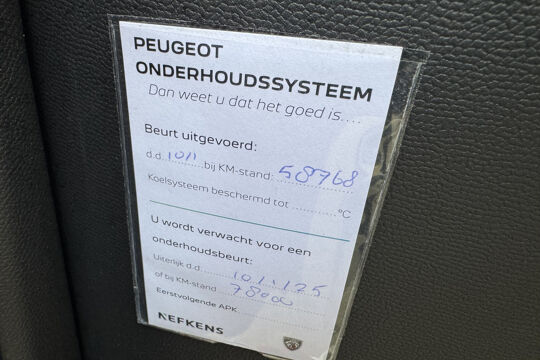 PEUGEOT
ONDERHOUDSSYSTEEM
Dan weet u dat het goed is....
Beurt uitgevoerd:
d.d. 10/1 bij KM-stand: 58768
Koelsysteem beschermd tot ............°C
U wordt verwacht voor een
onderhoudsbeurt:
Uiterlijk d.d. 10/1/25
of bij KM-stand 78000
Eerstvolgende APK
NEFKENS